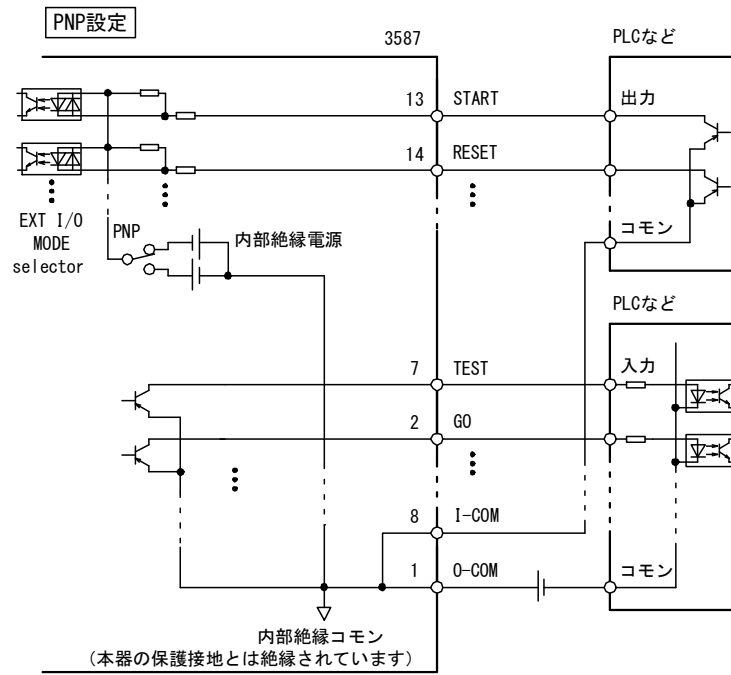 PNP設定
3587
PLCなど
13 START
出力
14 RESET
EXT I/O
MODE
selector
PNP
内部絶縁電源
コモン
PLCなど
7 TEST
入力
2 GO
8 I-COM
1 O-COM
コモン
内部絶縁コモン
(本器の保護接地とは絶縁されています)